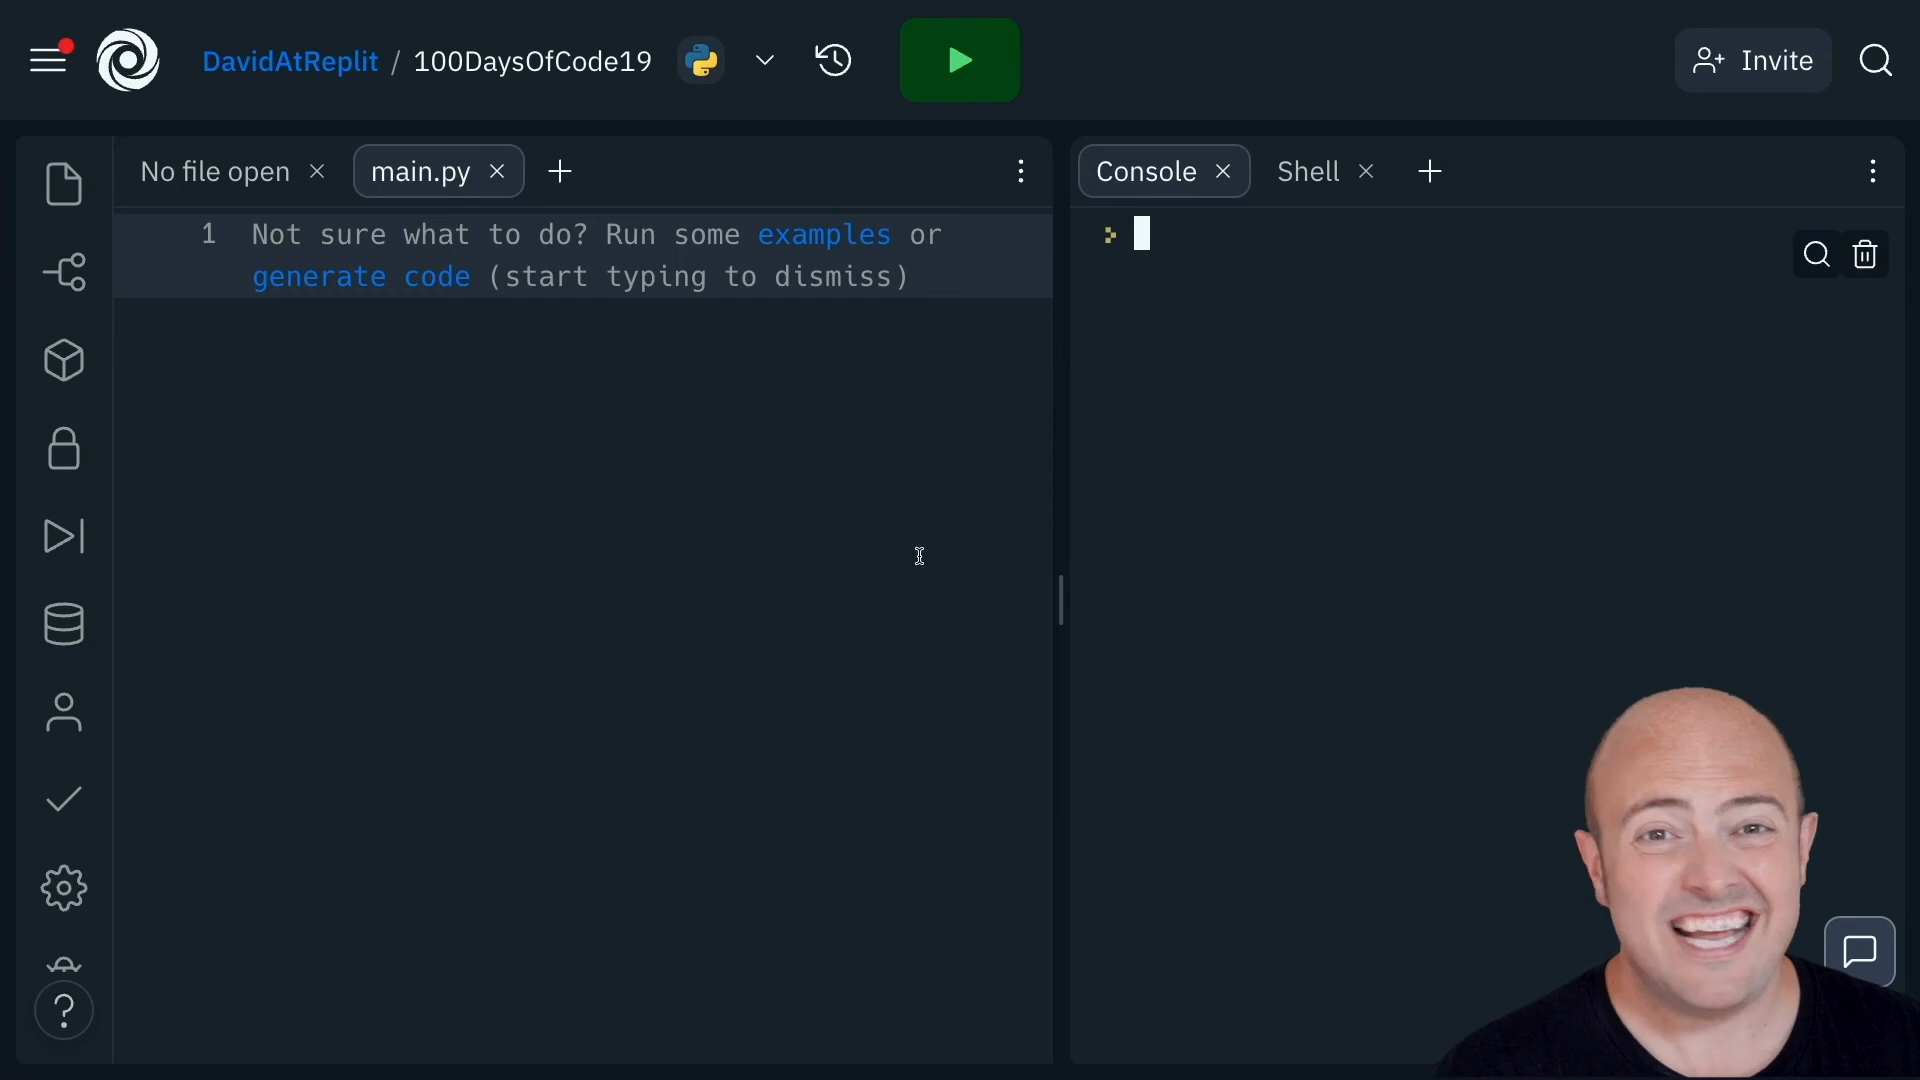 DavidAtReplit / 100DaysOfCode19
Invite
No file open
main.py
Console
Shell
1 Not sure what to do? Run some examples or
generate code (start typing to dismiss)
?